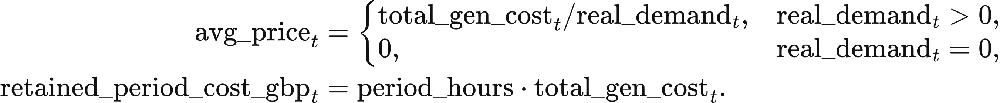 avg_price_t = { total_gen_cost_t/real_demand_t, real_demand_t > 0,
0, real_demand_t = 0,
retained_period_cost_gbp_t = period_hours · total_gen_cost_t.